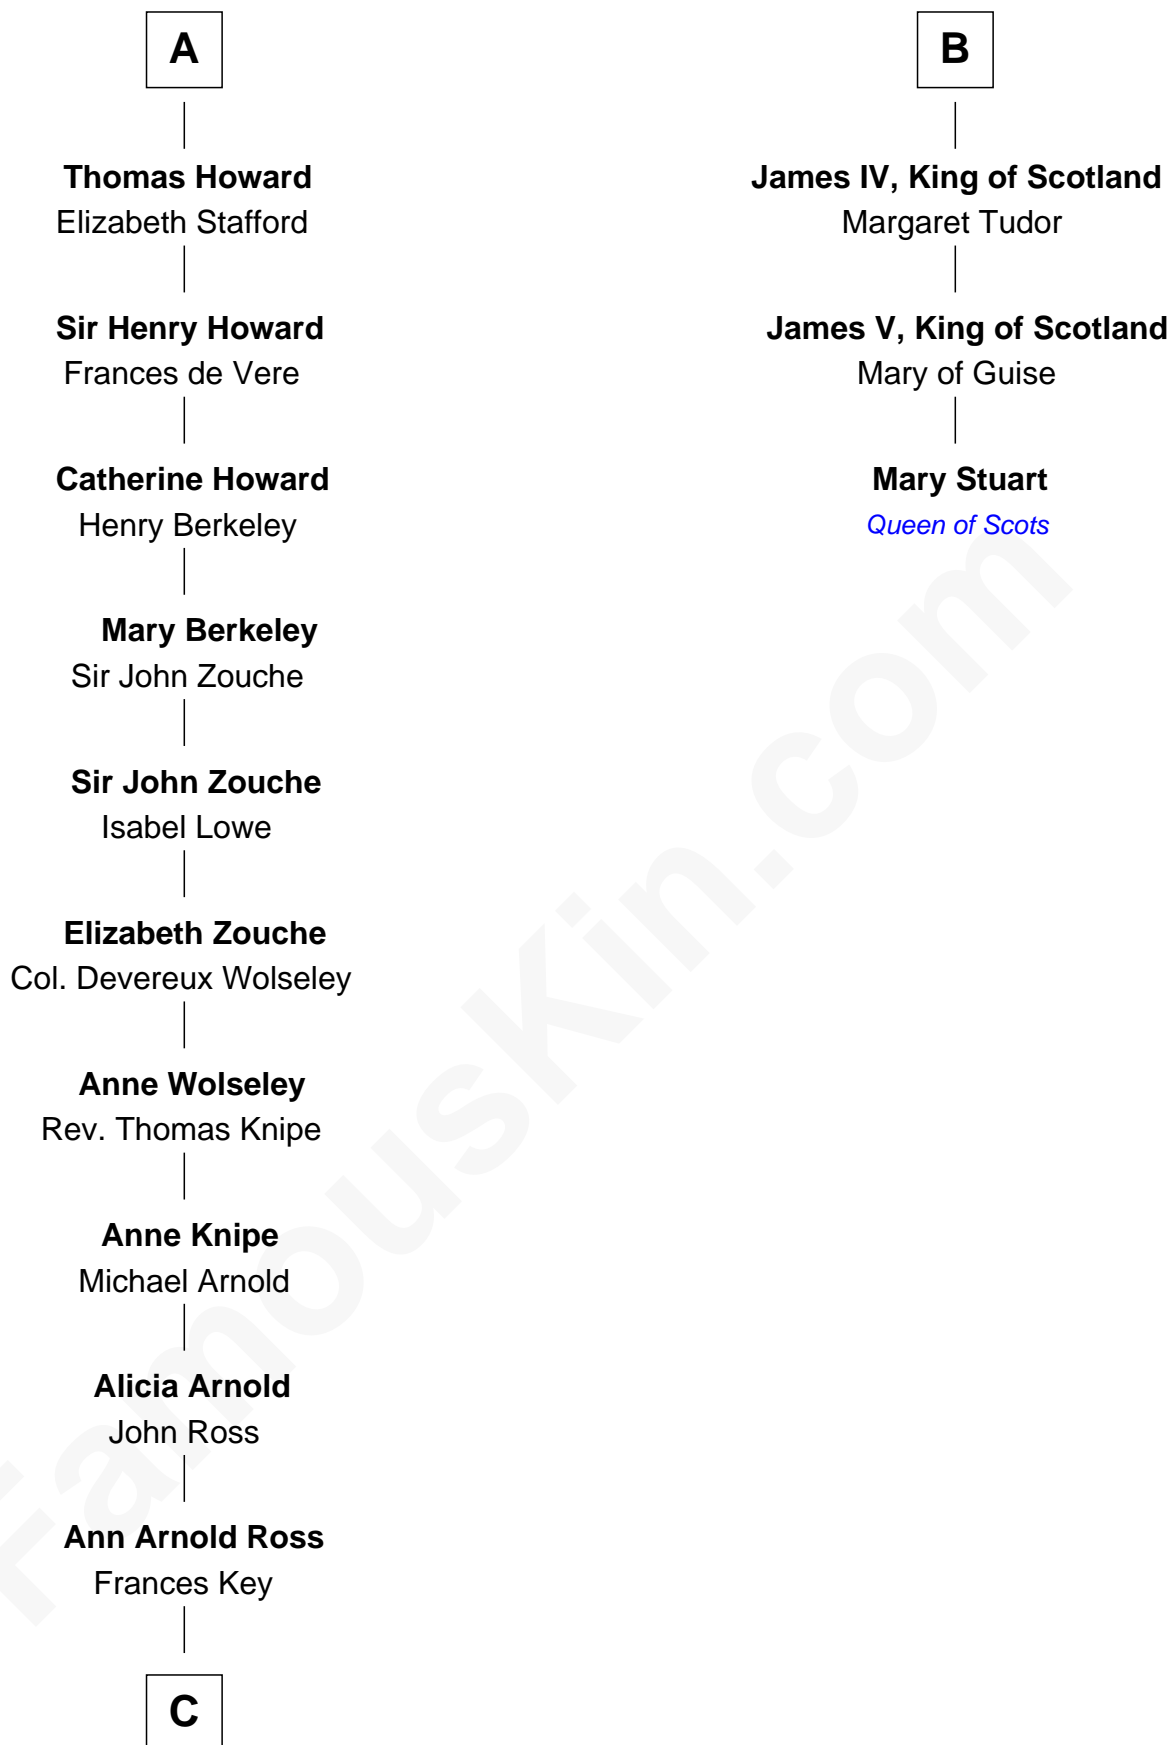 A
Thomas Howard
Elizabeth Stafford
Sir Henry Howard
Frances de Vere
Catherine Howard
Henry Berkeley
Mary Berkeley
Sir John Zouche
Sir John Zouche
Isabel Lowe
Elizabeth Zouche
Col. Devereux Wolseley
Anne Wolseley
Rev. Thomas Knipe
Anne Knipe
Michael Arnold
Alicia Arnold
John Ross
Ann Arnold Ross
Frances Key
C
B
James IV, King of Scotland
Margaret Tudor
James V, King of Scotland
Mary of Guise
Mary Stuart
Queen of Scots
FamousKin.com